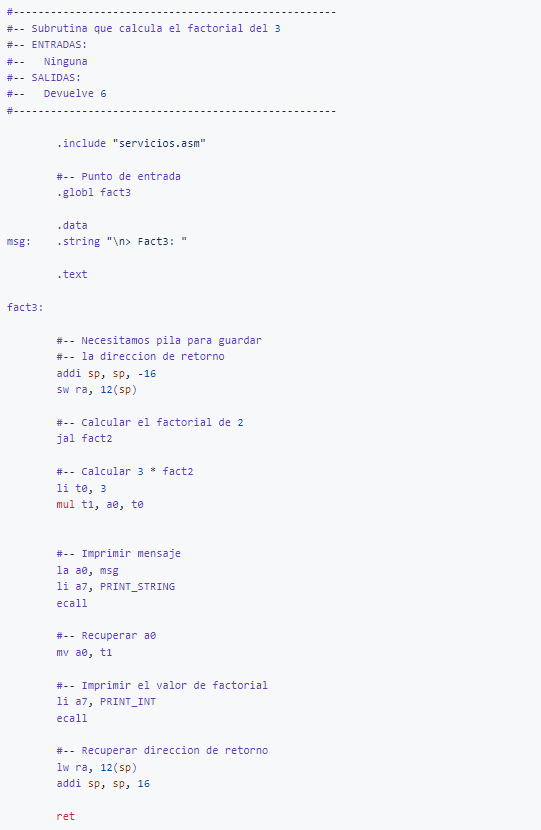 #----------------------------------------------------
#-- Subrutina que calcula el factorial del 3
#-- ENTRADAS:
#--   Ninguna
#-- SALIDAS:
#--   Devuelve 6
#----------------------------------------------------
.include "servicios.asm"
#-- Punto de entrada
.globl fact3
.data
msg:    .string "\n> Fact3: "
.text
fact3:
#-- Necesitamos pila para guardar
#-- la direccion de retorno
addi sp, sp, -16
sw ra, 12(sp)
#-- Calcular el factorial de 2
jal fact2
#-- Calcular 3 * fact2
li t0, 3
mul t1, a0, t0
#-- Imprimir mensaje
la a0, msg
li a7, PRINT_STRING
ecall
#-- Recuperar a0
mv a0, t1
#-- Imprimir el valor de factorial
li a7, PRINT_INT
ecall
#-- Recuperar direccion de retorno
lw ra, 12(sp)
addi sp, sp, 16
ret